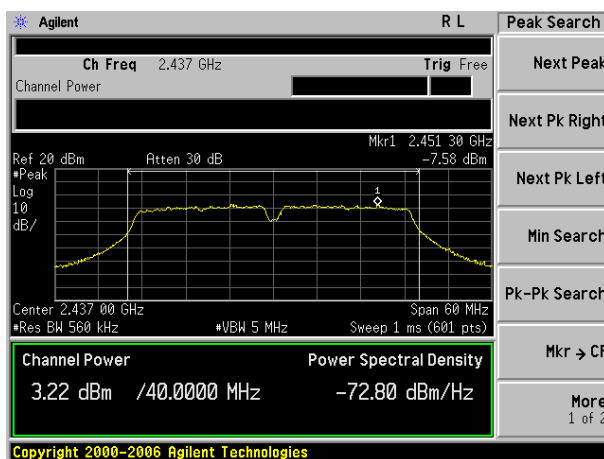 Agilent R L Peak Search
Ch Freq 2.437 GHz Trig Free
Channel Power
Mkr1 2.451 30 GHz
Ref 20 dBm Atten 30 dB -7.58 dBm
#Peak
Log
10
dB/
1
Center 2.437 00 GHz Span 60 MHz
#Res BW 560 kHz #VBW 5 MHz Sweep 1 ms (601 pts)
Channel Power Power Spectral Density
3.22 dBm /40.0000 MHz -72.80 dBm/Hz
Copyright 2000-2006 Agilent Technologies
Next Peak
Next Pk Right
Next Pk Left
Min Search
Pk-Pk Search
Mkr → CF
More
1 of 2